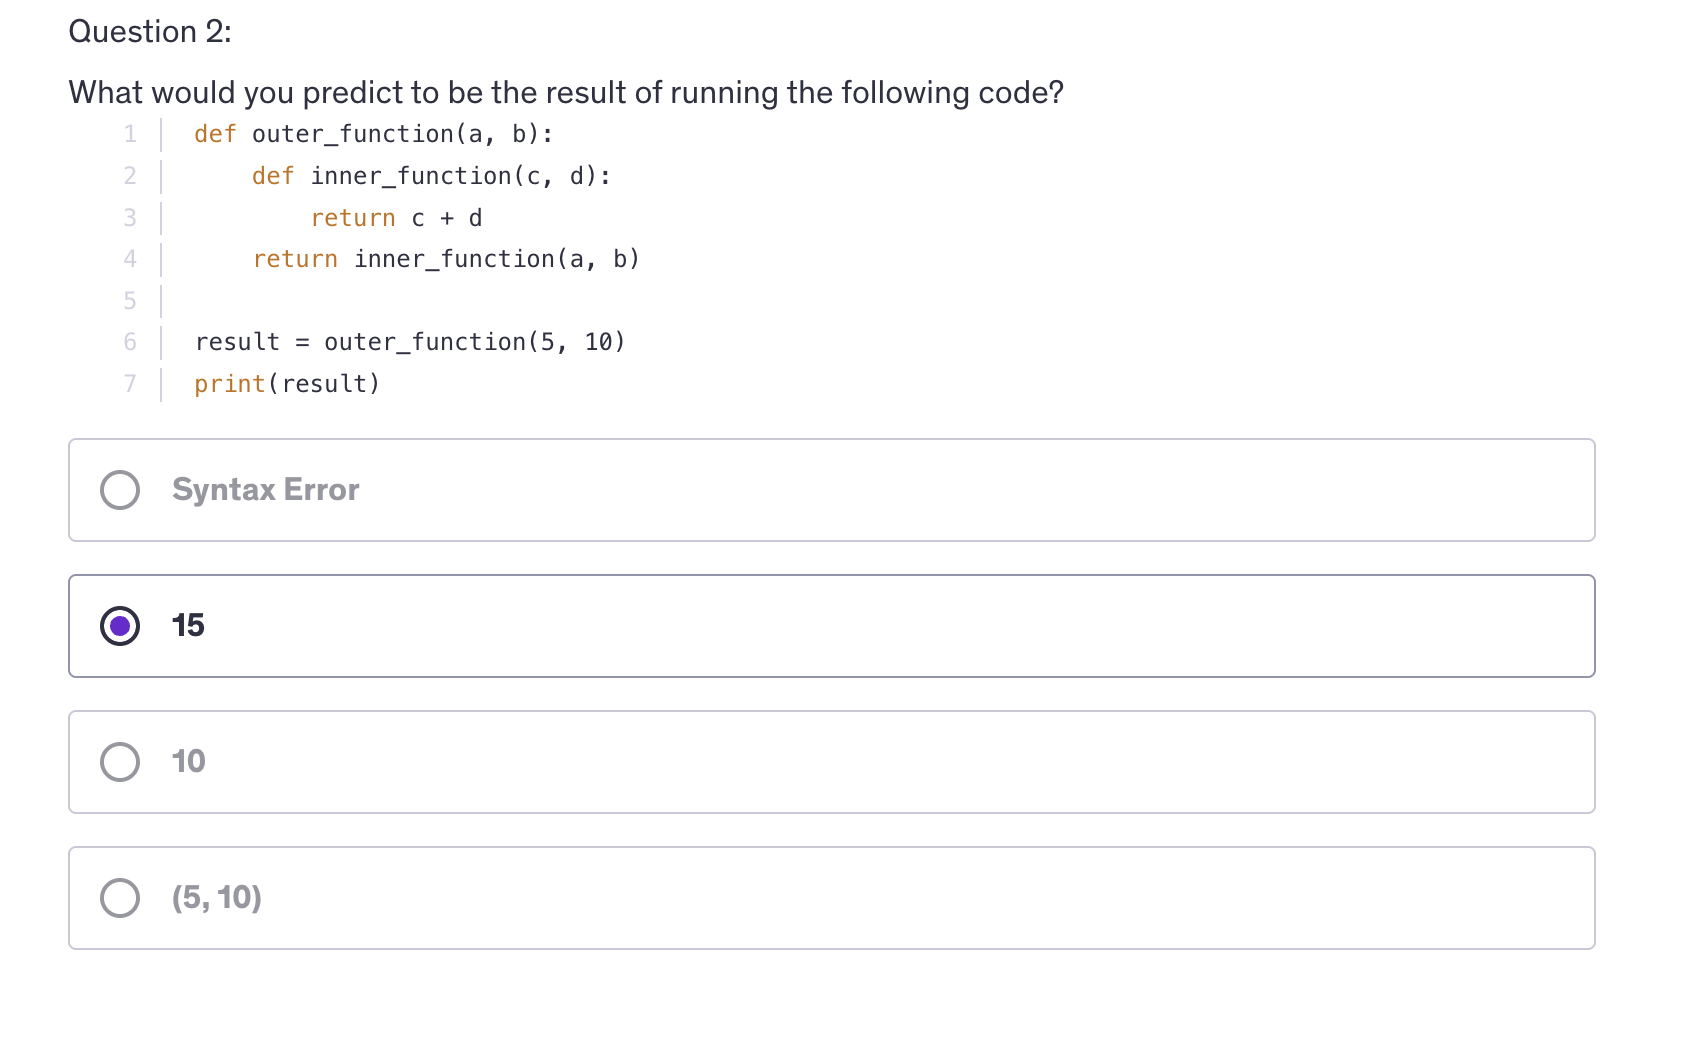 Question 2:
What would you predict to be the result of running the following code?
1 def outer_function(a, b):
2     def inner_function(c, d):
3         return c + d
4     return inner_function(a, b)
5
6 result = outer_function(5, 10)
7 print(result)
Syntax Error
15
10
(5, 10)